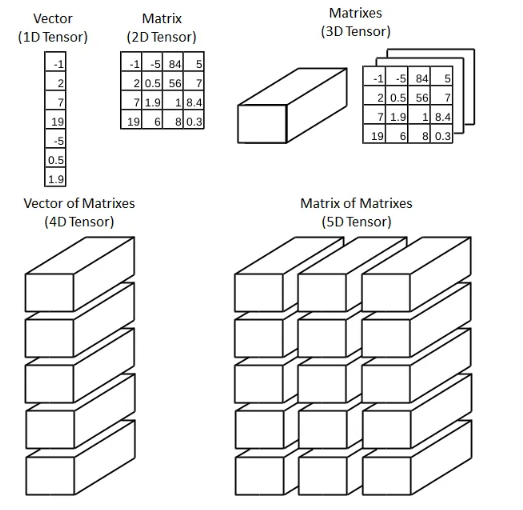 Vector
(1D Tensor)
-1
2
7
19
-5
0.5
1.9
Matrix
(2D Tensor)
-1 -5 84 5
2 0.5 56 7
7 1.9 1 8.4
19 6 8 0.3
Matrixes
(3D Tensor)
-1 -5 84 5
2 0.5 56 7
7 1.9 1 8.4
19 6 8 0.3
Vector of Matrixes
(4D Tensor)
Matrix of Matrixes
(5D Tensor)